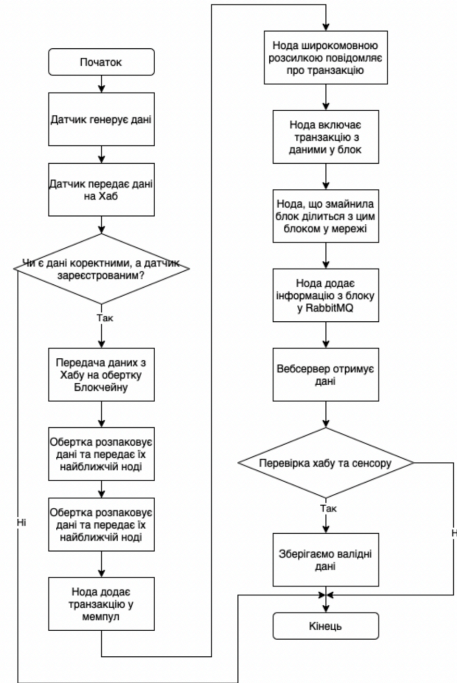 Початок
Датчик генерує дані
Датчик передає дані
на Хаб
Чи є дані коректними, а датчик
зареєстрованим?
Так
Передача даних з
Хабу на обертку
Блокчейну
Обертка розпаковує
дані та передає їх
найближчій ноді
Обертка розпаковує
дані та передає їх
найближчій ноді
Ні
Нода додає
транзакцію у
мемпул
Нода широкомовною
розсилкою повідомляє
про транзакцію
Нода включає
транзакцію з
даними у блок
Нода, що змайнила
блок ділиться з цим
блоком у мережі
Нода додає
інформацію з блоку
у RabbitMQ
Вебсервер отримує
дані
Перевірка хабу та сенсору
Так
Зберігаємо валідні
дані
Кінець